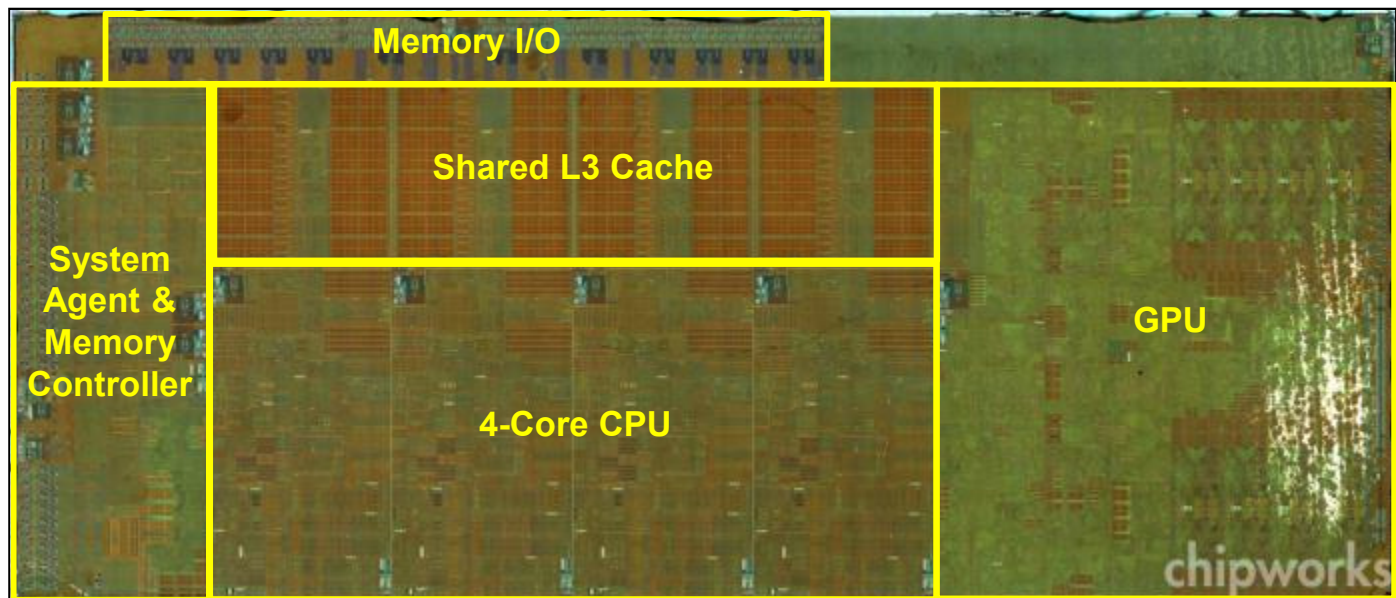 Memory I/O
Shared L3 Cache
System
Agent &
Memory
Controller
GPU
4-Core CPU
chipworks